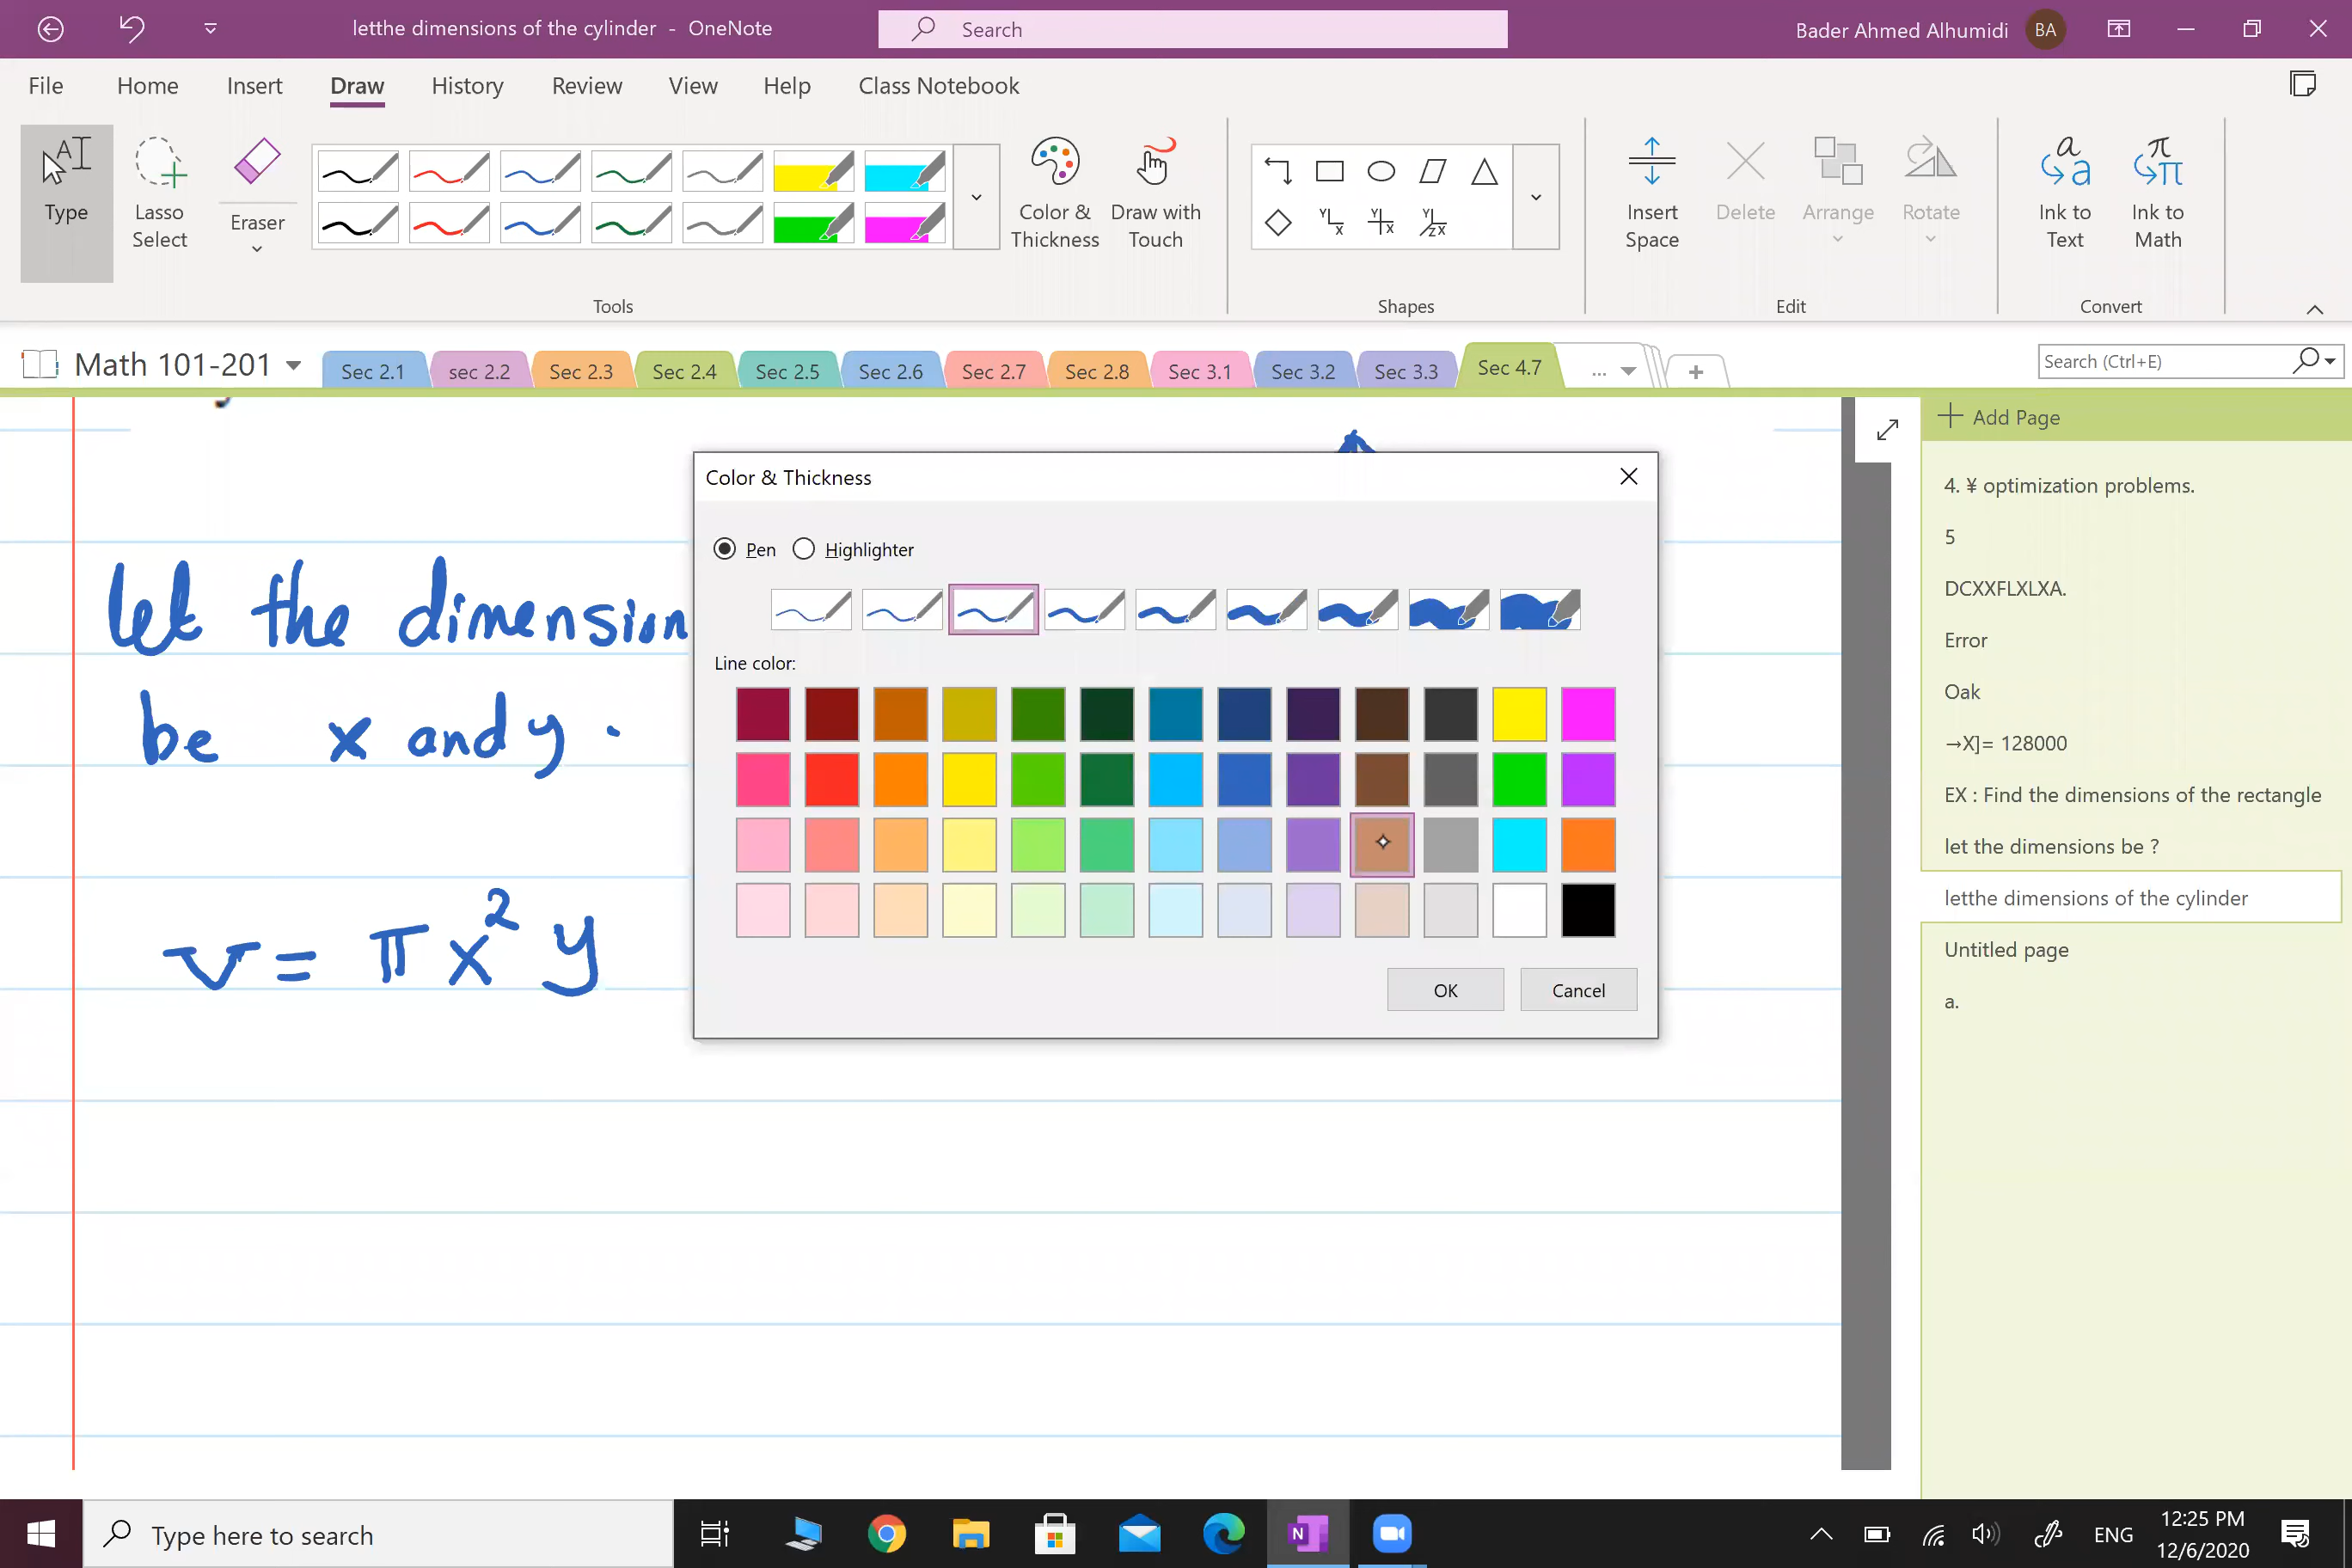 letthe dimensions of the cylinder - OneNote
Search
Bader Ahmed Alhumidi
BA
File Home Insert Draw History Review View Help Class Notebook
Type
Lasso Select
Eraser
Color & Thickness
Draw with Touch
Insert Space
Delete
Arrange
Rotate
Ink to Text
Ink to Math
Tools
Shapes
Edit
Convert
Math 101-201
Sec 2.1
sec 2.2
Sec 2.3
Sec 2.4
Sec 2.5
Sec 2.6
Sec 2.7
Sec 2.8
Sec 3.1
Sec 3.2
Sec 3.3
Sec 4.7
...
Search (Ctrl+E)
let the dimension
be x and y .
v = π x² y
Color & Thickness
Pen
Highlighter
Line color:
OK
Cancel
Add Page
4. ¥ optimization problems.
5
DCXXFLXLXA.
Error
Oak
→X]= 128000
EX : Find the dimensions of the rectangle
let the dimensions be ?
letthe dimensions of the cylinder
Untitled page
a.
Type here to search
ENG
12:25 PM
12/6/2020